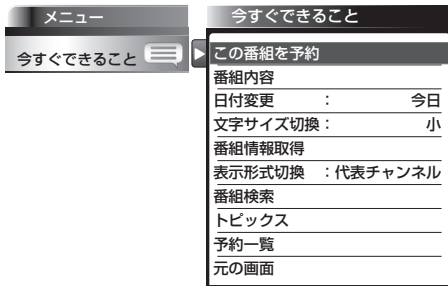 メニュー
今すぐできること
今すぐできること
この番組を予約
番組内容
日付変更 : 今日
文字サイズ切換 : 小
番組情報取得
表示形式切換 : 代表チャンネル
番組検索
トピックス
予約一覧
元の画面